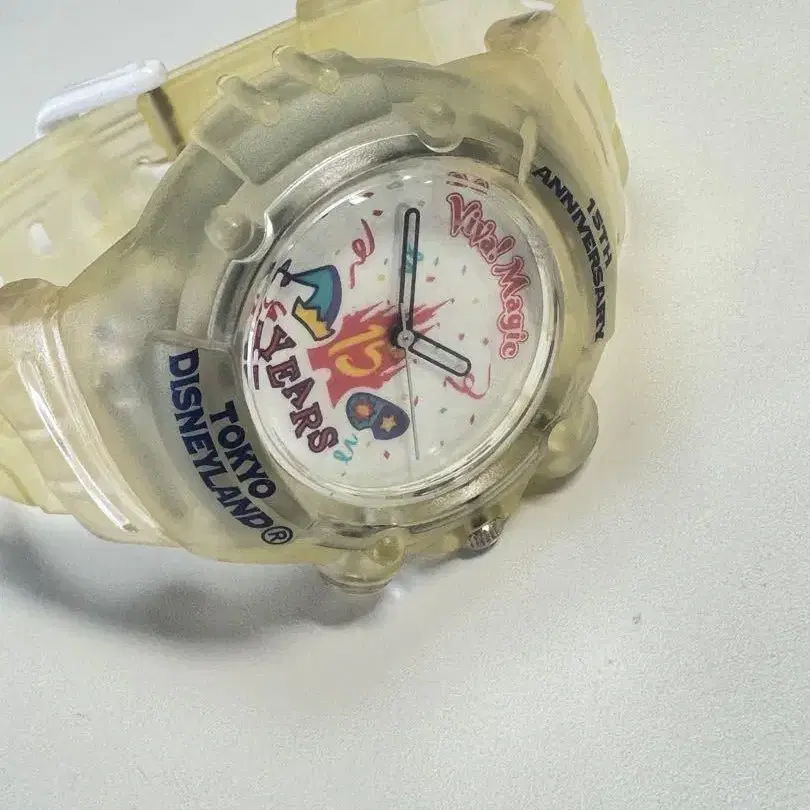 15TH
ANNIVERSARY
Viva! Magic
15
YEARS
TOKYO
DISNEYLAND®